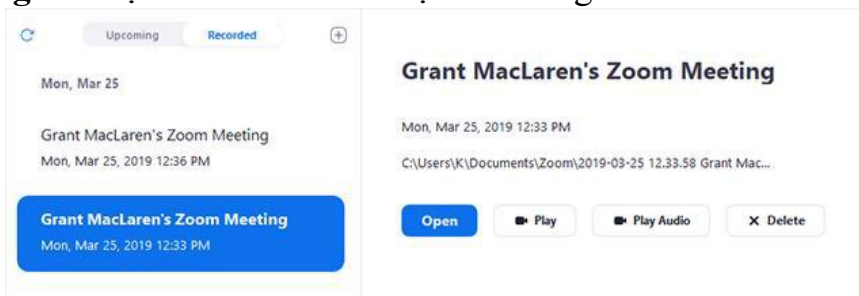 Upcoming
Recorded
Mon, Mar 25
Grant MacLaren's Zoom Meeting
Mon, Mar 25, 2019 12:36 PM
Grant MacLaren's Zoom Meeting
Mon, Mar 25, 2019 12:33 PM
Grant MacLaren's Zoom Meeting
Mon, Mar 25, 2019 12:33 PM
C:\Users\K\Documents\Zoom\2019-03-25 12.33.58 Grant Mac...
Open
Play
Play Audio
Delete